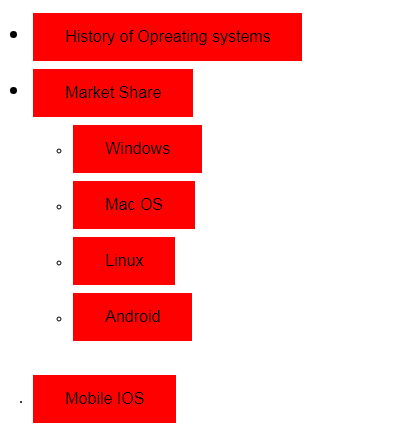 History of Opreating systems
Market Share
Windows
Mac OS
Linux
Android
Mobile IOS